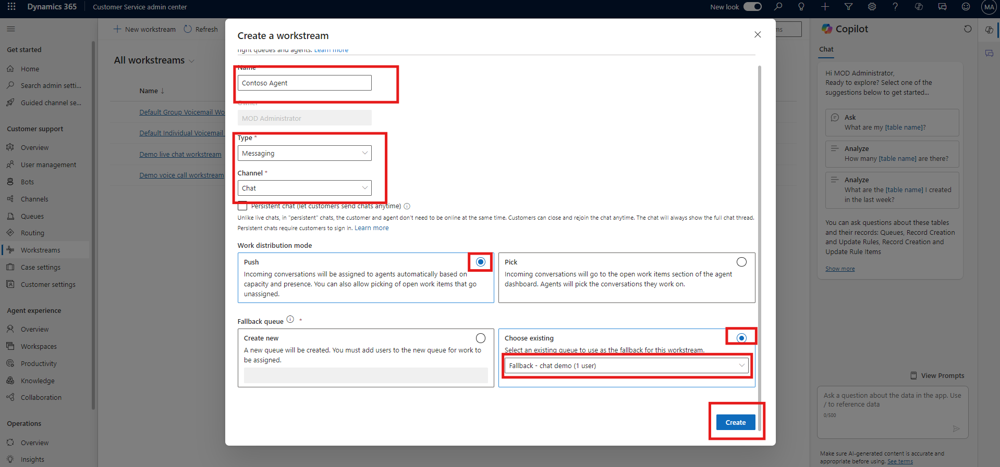 Dynamics 365
Customer Service admin center
New look
MA
Get started
Home
Search admin setti...
Guided channel se...
Customer support
Overview
User management
Bots
Channels
Queues
Routing
Workstreams
Case settings
Customer settings
Agent experience
Overview
Workspaces
Productivity
Knowledge
Collaboration
Operations
Overview
Insights
New workstream
Refresh
All workstreams
Name ↓
Default Group Voicemail Wo
Default Individual Voicemail
Demo live chat workstream
Demo voice call workstream
Create a workstream
right queues and agents. Learn more
Name
Contoso Agent
Owner
MOD Administrator
Type *
Messaging
Channel *
Chat
Persistent chat (let customers send chats anytime)
Unlike live chats, in "persistent" chats, the customer and agent don't need to be online at the same time. Customers can close and rejoin the chat anytime. The chat will always show the full chat thread.
Persistent chats require customers to sign in. Learn more
Work distribution mode
Push
Incoming conversations will be assigned to agents automatically based on
capacity and presence. You can also allow picking of open work items that go
unassigned.
Pick
Incoming conversations will go to the open work items section of the agent
dashboard. Agents will pick the conversations they work on.
Fallback queue *
Create new
A new queue will be created. You must add users to the new queue for work to
be assigned.
Choose existing
Select an existing queue to use as the fallback for this workstream.
Fallback - chat demo (1 user)
Create
ms
Copilot
Chat
Hi MOD Administrator,
Ready to explore? Select one of the
suggestions below to get started...
Ask
What are my [table name]?
Analyze
How many [table name] are there?
Analyze
What are the [table name] I created
in the last week?
You can ask questions about these tables
and their records: Queues, Record Creation
and Update Rules, Record Creation and
Update Rule Items
Show more
View Prompts
Ask a question about the data in the app. Use
/ to reference data
0/500
Make sure AI-generated content is accurate and
appropriate before using. See terms